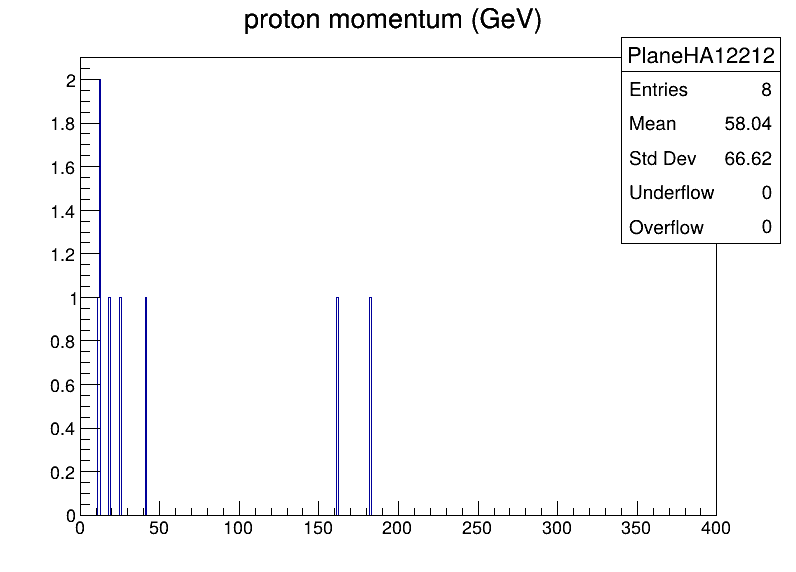 proton momentum (GeV)
PlaneHA12212
Entries 8
Mean 58.04
Std Dev 66.62
Underflow 0
Overflow 0
2
1.8
1.6
1.4
1.2
1
0.8
0.6
0.4
0.2
0
0 50 100 150 200 250 300 350 400